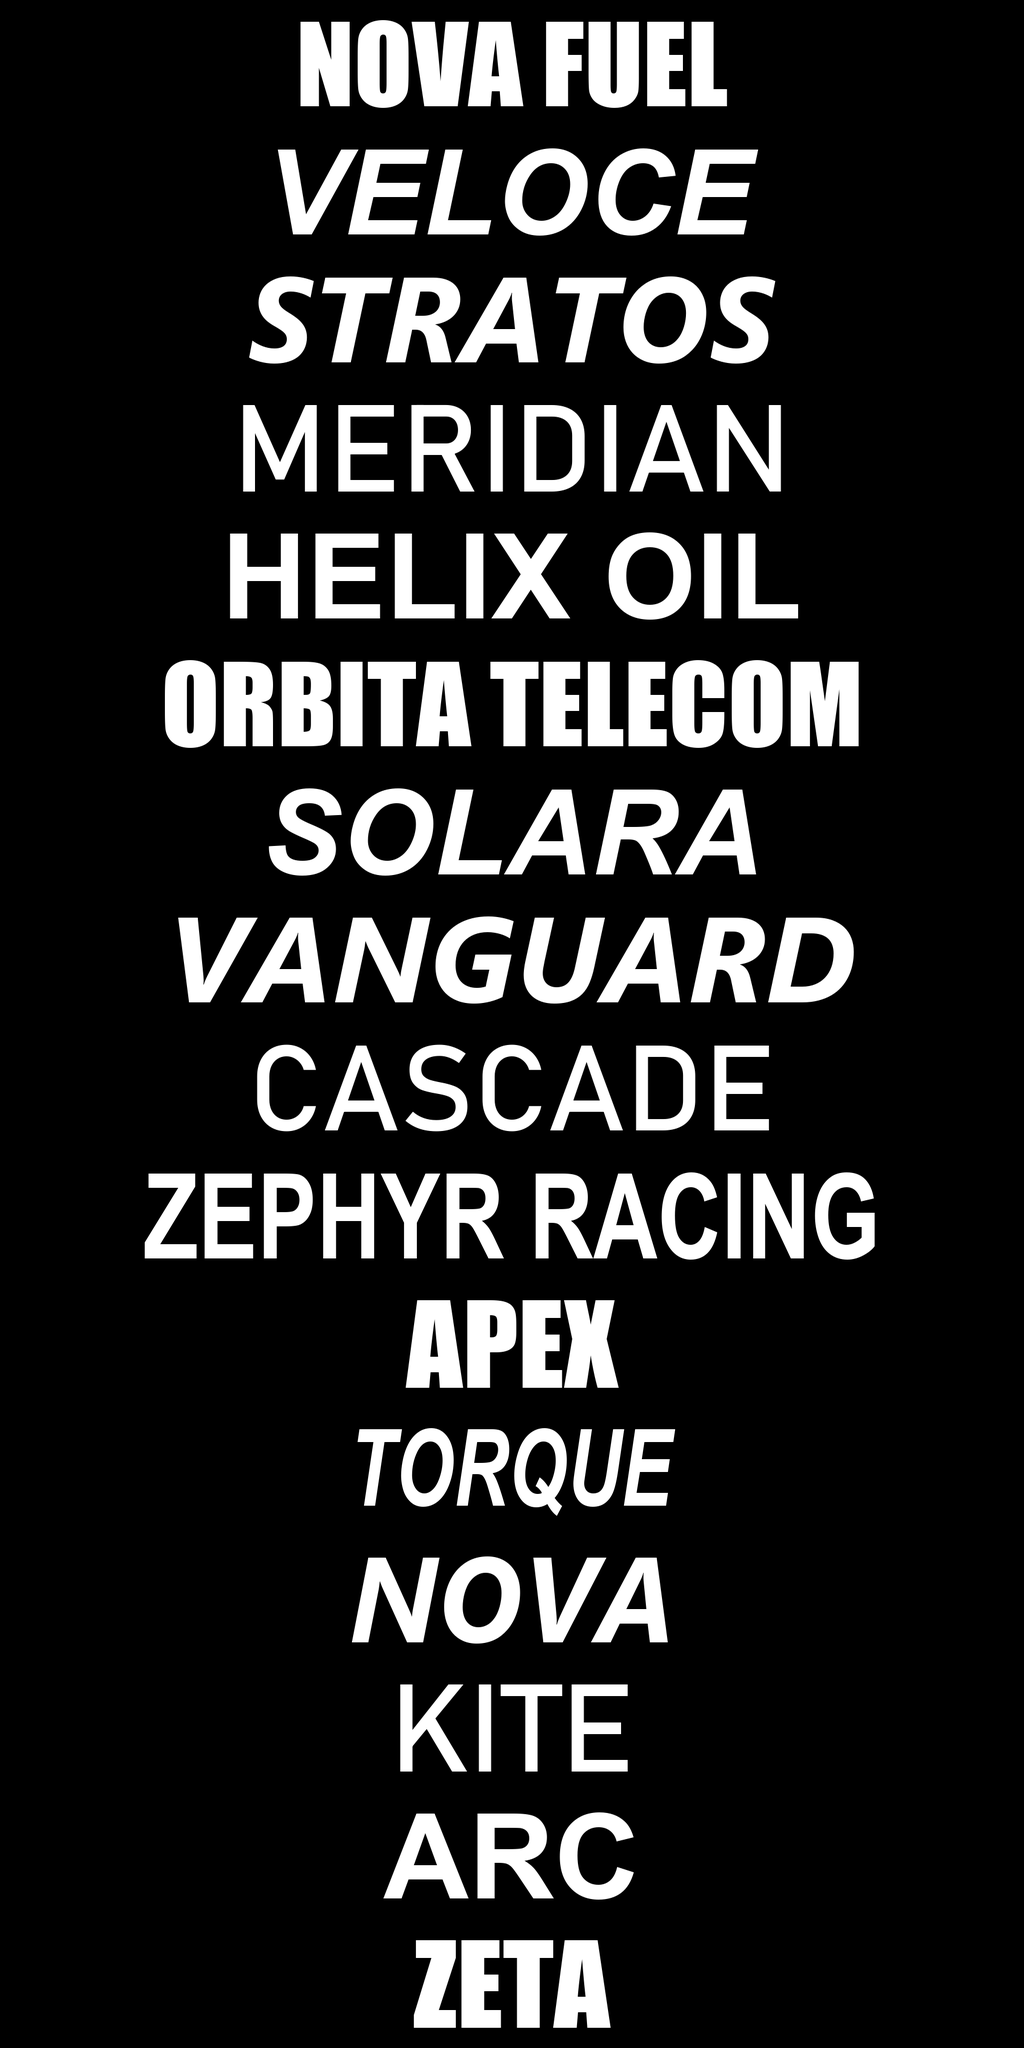 NOVA FUEL
VELOCE
STRATOS
MERIDIAN
HELIX OIL
ORBITA TELECOM
SOLARA
VANGUARD
CASCADE
ZEPHYR RACING
APEX
TORQUE
NOVA
KITE
ARC
ZETA